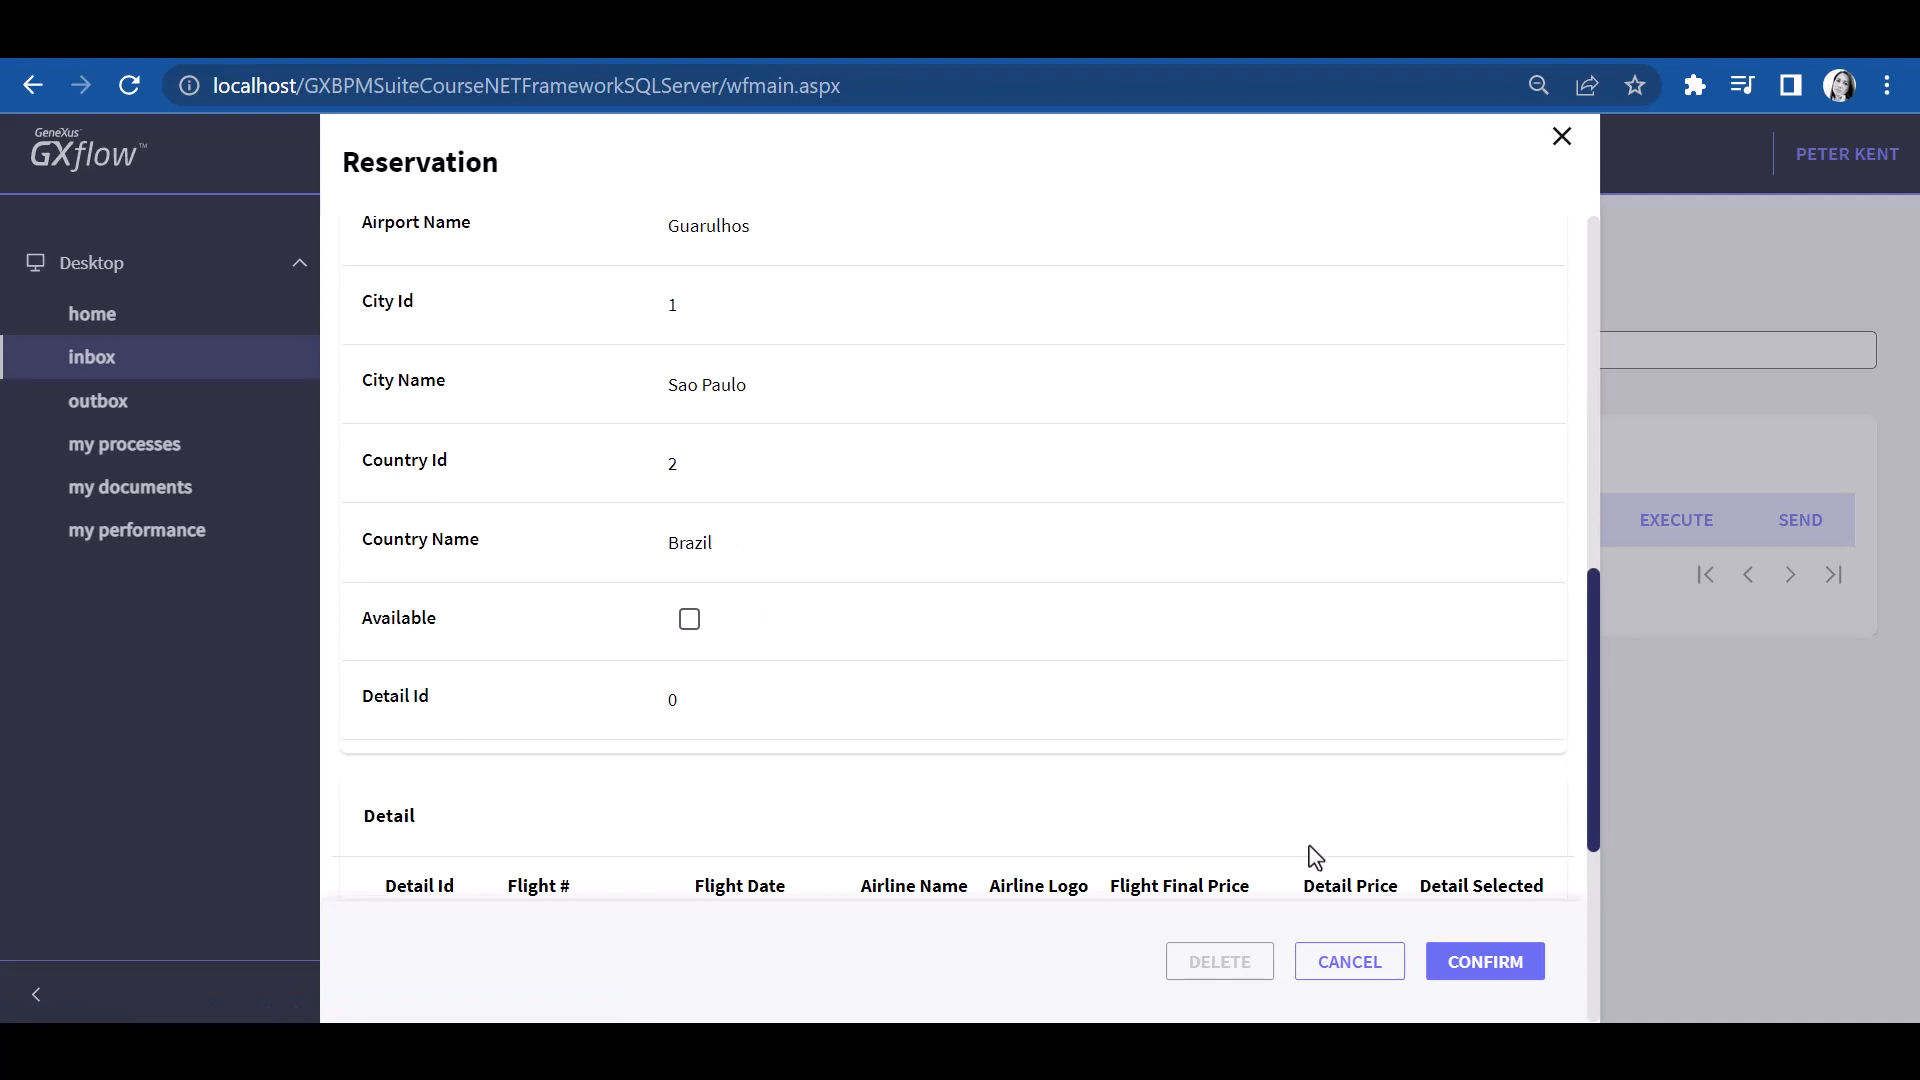 localhost/GXBPMSuiteCourseNETFrameworkSQLServer/wfmain.aspx
GeneXus™
GXflow™
PETER KENT
Reservation
Desktop
home
inbox
outbox
my processes
my documents
my performance
Airport Name Guarulhos
City Id 1
City Name Sao Paulo
Country Id 2
Country Name Brazil
Available
Detail Id 0
EXECUTE SEND
Detail
Detail Id Flight # Flight Date Airline Name Airline Logo Flight Final Price Detail Price Detail Selected
DELETE CANCEL CONFIRM